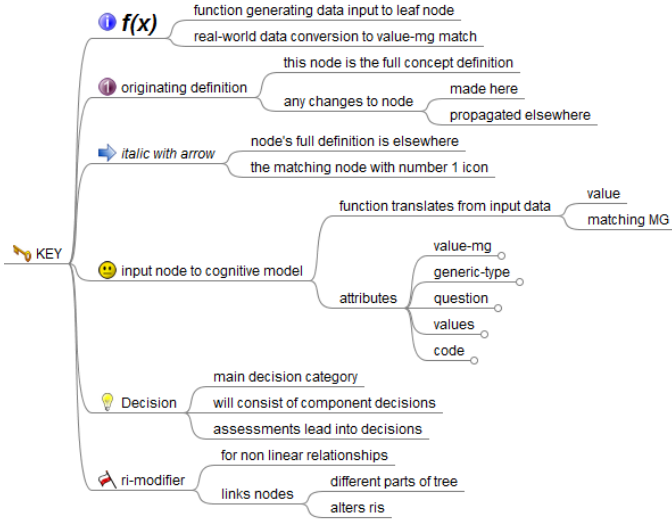 KEY
f(x)
function generating data input to leaf node
real-world data conversion to value-mg match
originating definition
this node is the full concept definition
any changes to node
made here
propagated elsewhere
italic with arrow
node's full definition is elsewhere
the matching node with number 1 icon
input node to cognitive model
function translates from input data
value
matching MG
attributes
value-mg
generic-type
question
values
code
Decision
main decision category
will consist of component decisions
assessments lead into decisions
ri-modifier
for non linear relationships
links nodes
different parts of tree
alters ris